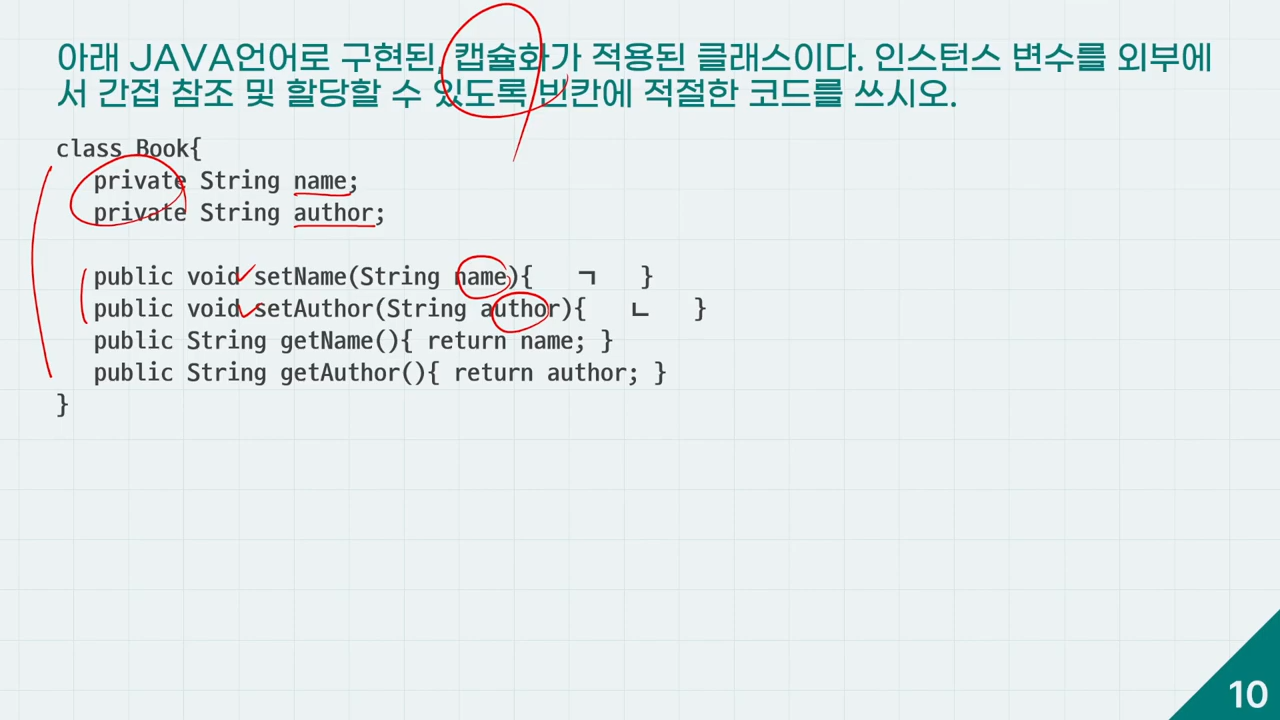 아래 JAVA언어로 구현된, 캡슐화가 적용된 클래스이다. 인스턴스 변수를 외부에
서 간접 참조 및 할당할 수 있도록 빈칸에 적절한 코드를 쓰시오.
class Book{
private String name;
private String author;
public void setName(String name){ ㄱ }
public void setAuthor(String author){ ㄴ }
public String getName(){ return name; }
public String getAuthor(){ return author; }
}
10